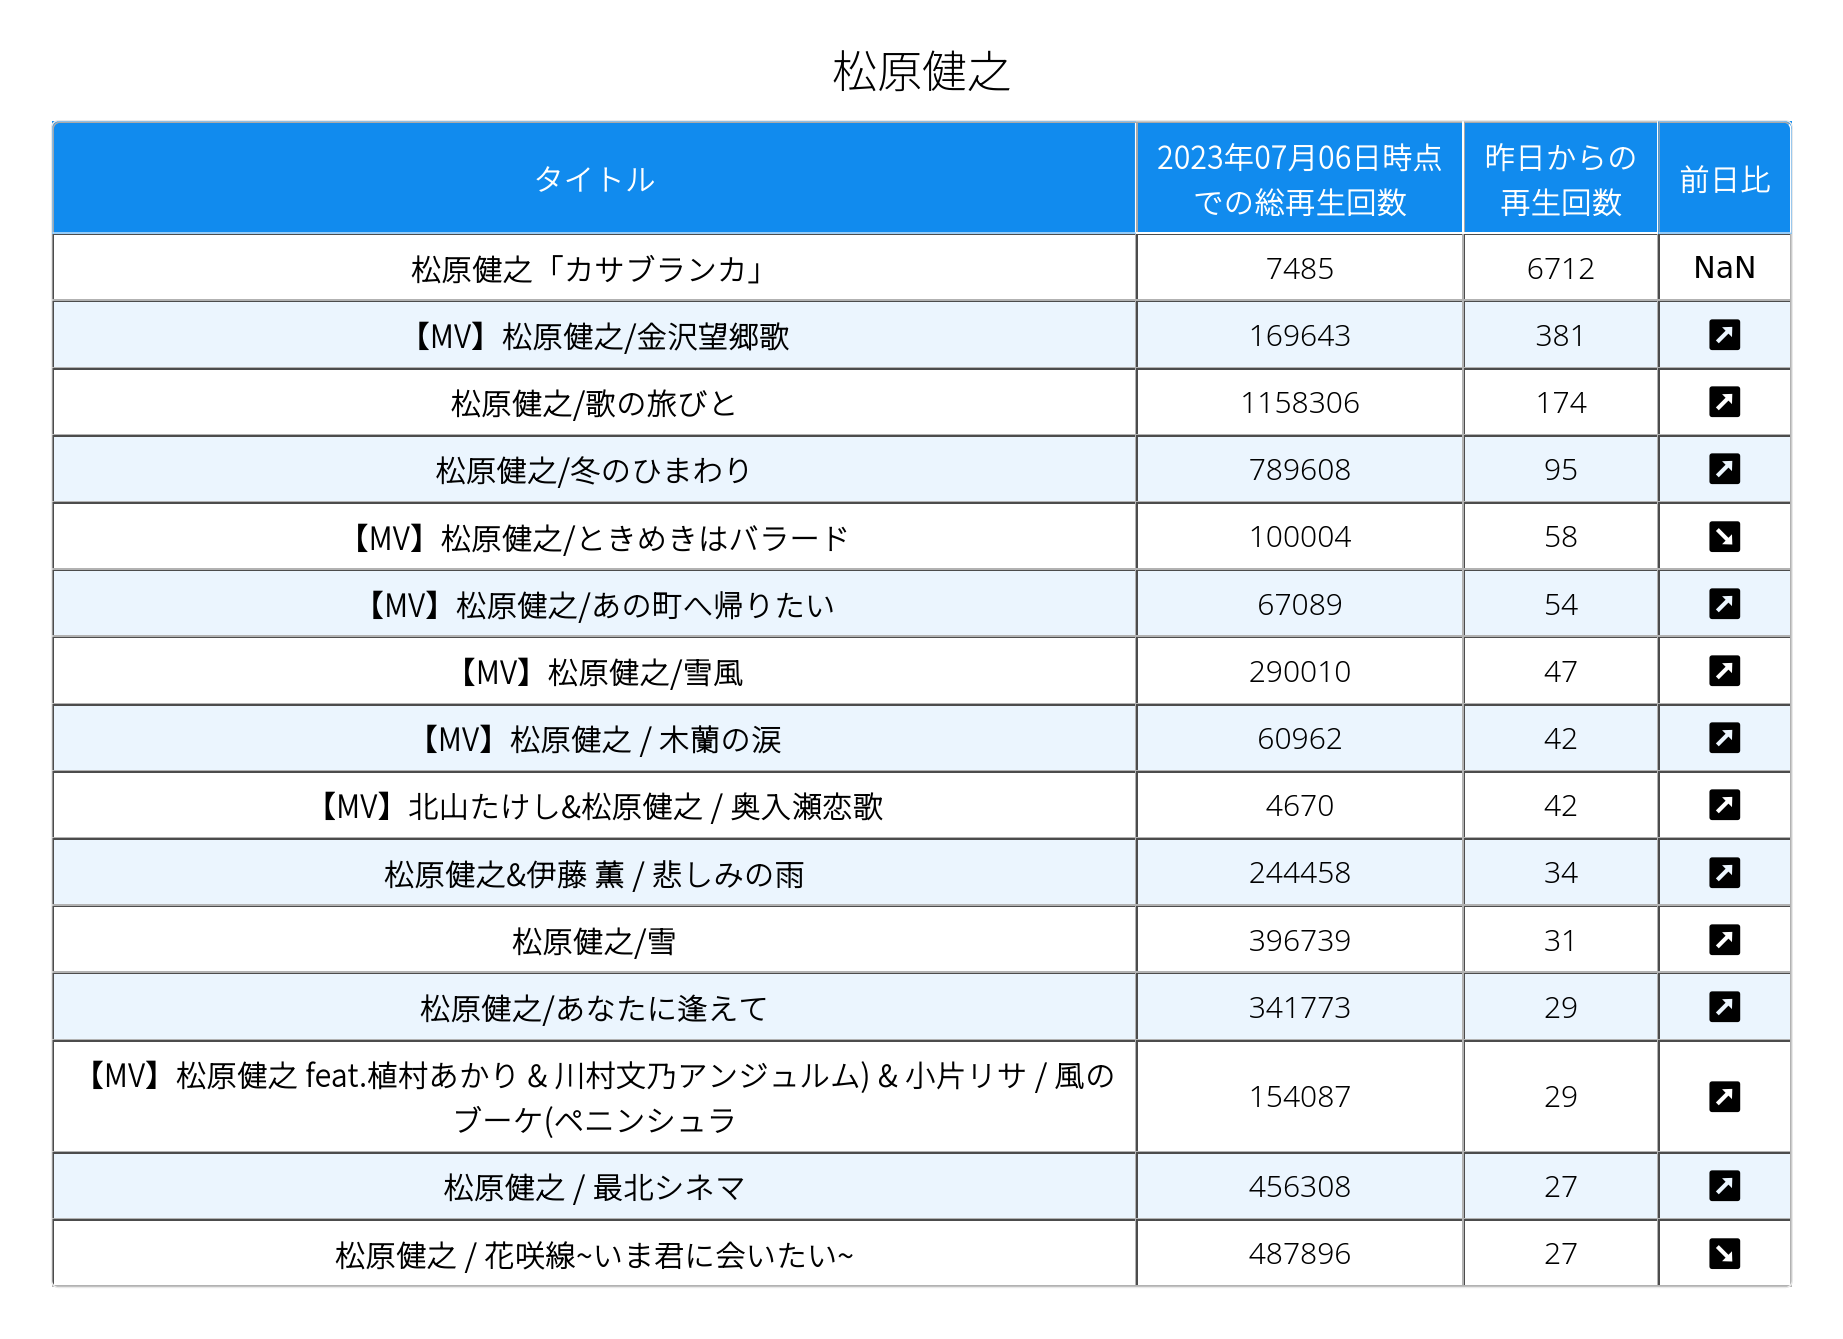 松原健之
タイトル
2023年07月06日時点
での総再生回数
昨日からの
再生回数
前日比
松原健之「カサブランカ」 7485 6712 NaN
【MV】松原健之/金沢望郷歌 169643 381
松原健之/歌の旅びと 1158306 174
松原健之/冬のひまわり 789608 95
【MV】松原健之/ときめきはバラード 100004 58
【MV】松原健之/あの町へ帰りたい 67089 54
【MV】松原健之/雪風 290010 47
【MV】松原健之 / 木蘭の涙 60962 42
【MV】北山たけし&松原健之 / 奥入瀬恋歌 4670 42
松原健之&伊藤 薫 / 悲しみの雨 244458 34
松原健之/雪 396739 31
松原健之/あなたに逢えて 341773 29
【MV】松原健之 feat.植村あかり & 川村文乃アンジュルム) & 小片リサ / 風の
ブーケ(ペニンシュラ 154087 29
松原健之 / 最北シネマ 456308 27
松原健之 / 花咲線~いま君に会いたい~ 487896 27